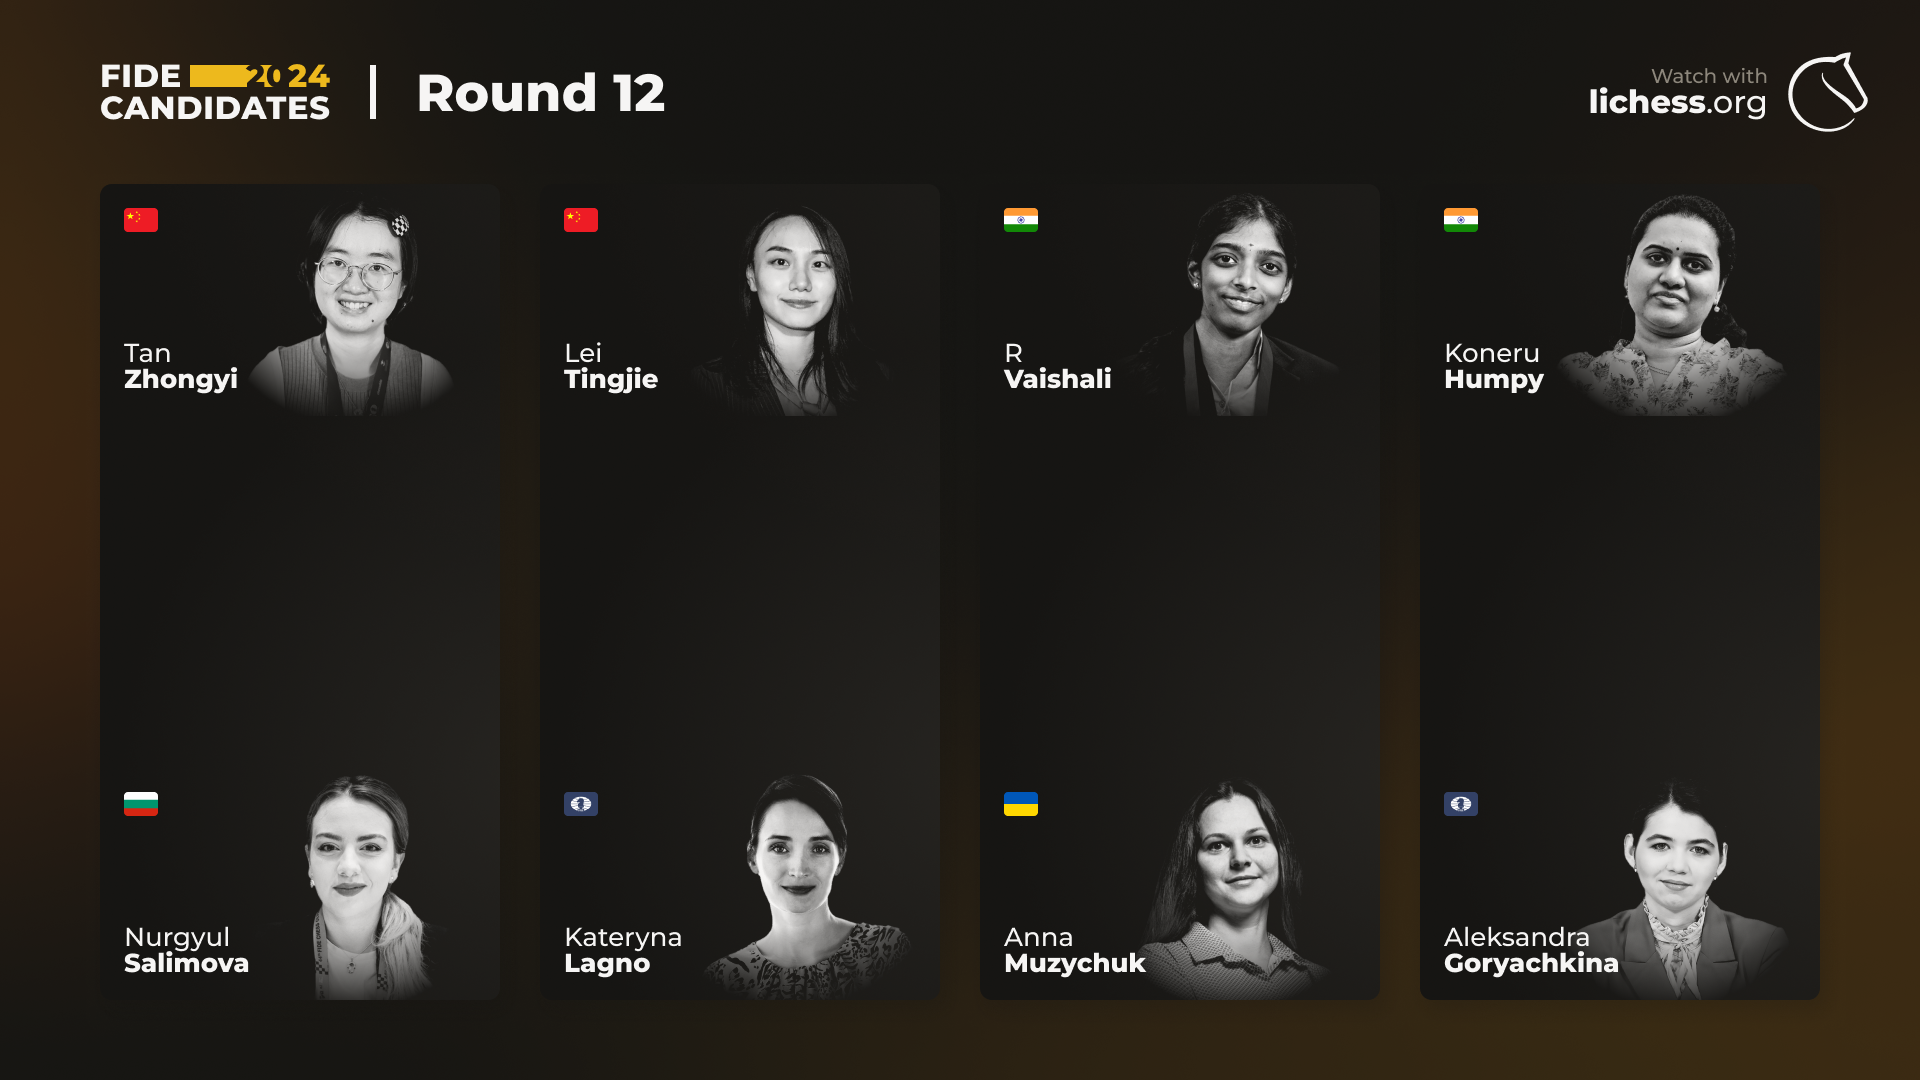 FIDE 2024
CANDIDATES
Round 12
Watch with
lichess.org
Tan
Zhongyi
Lei
Tingjie
R
Vaishali
Koneru
Humpy
Nurgyul
Salimova
Kateryna
Lagno
Anna
Muzychuk
Aleksandra
Goryachkina